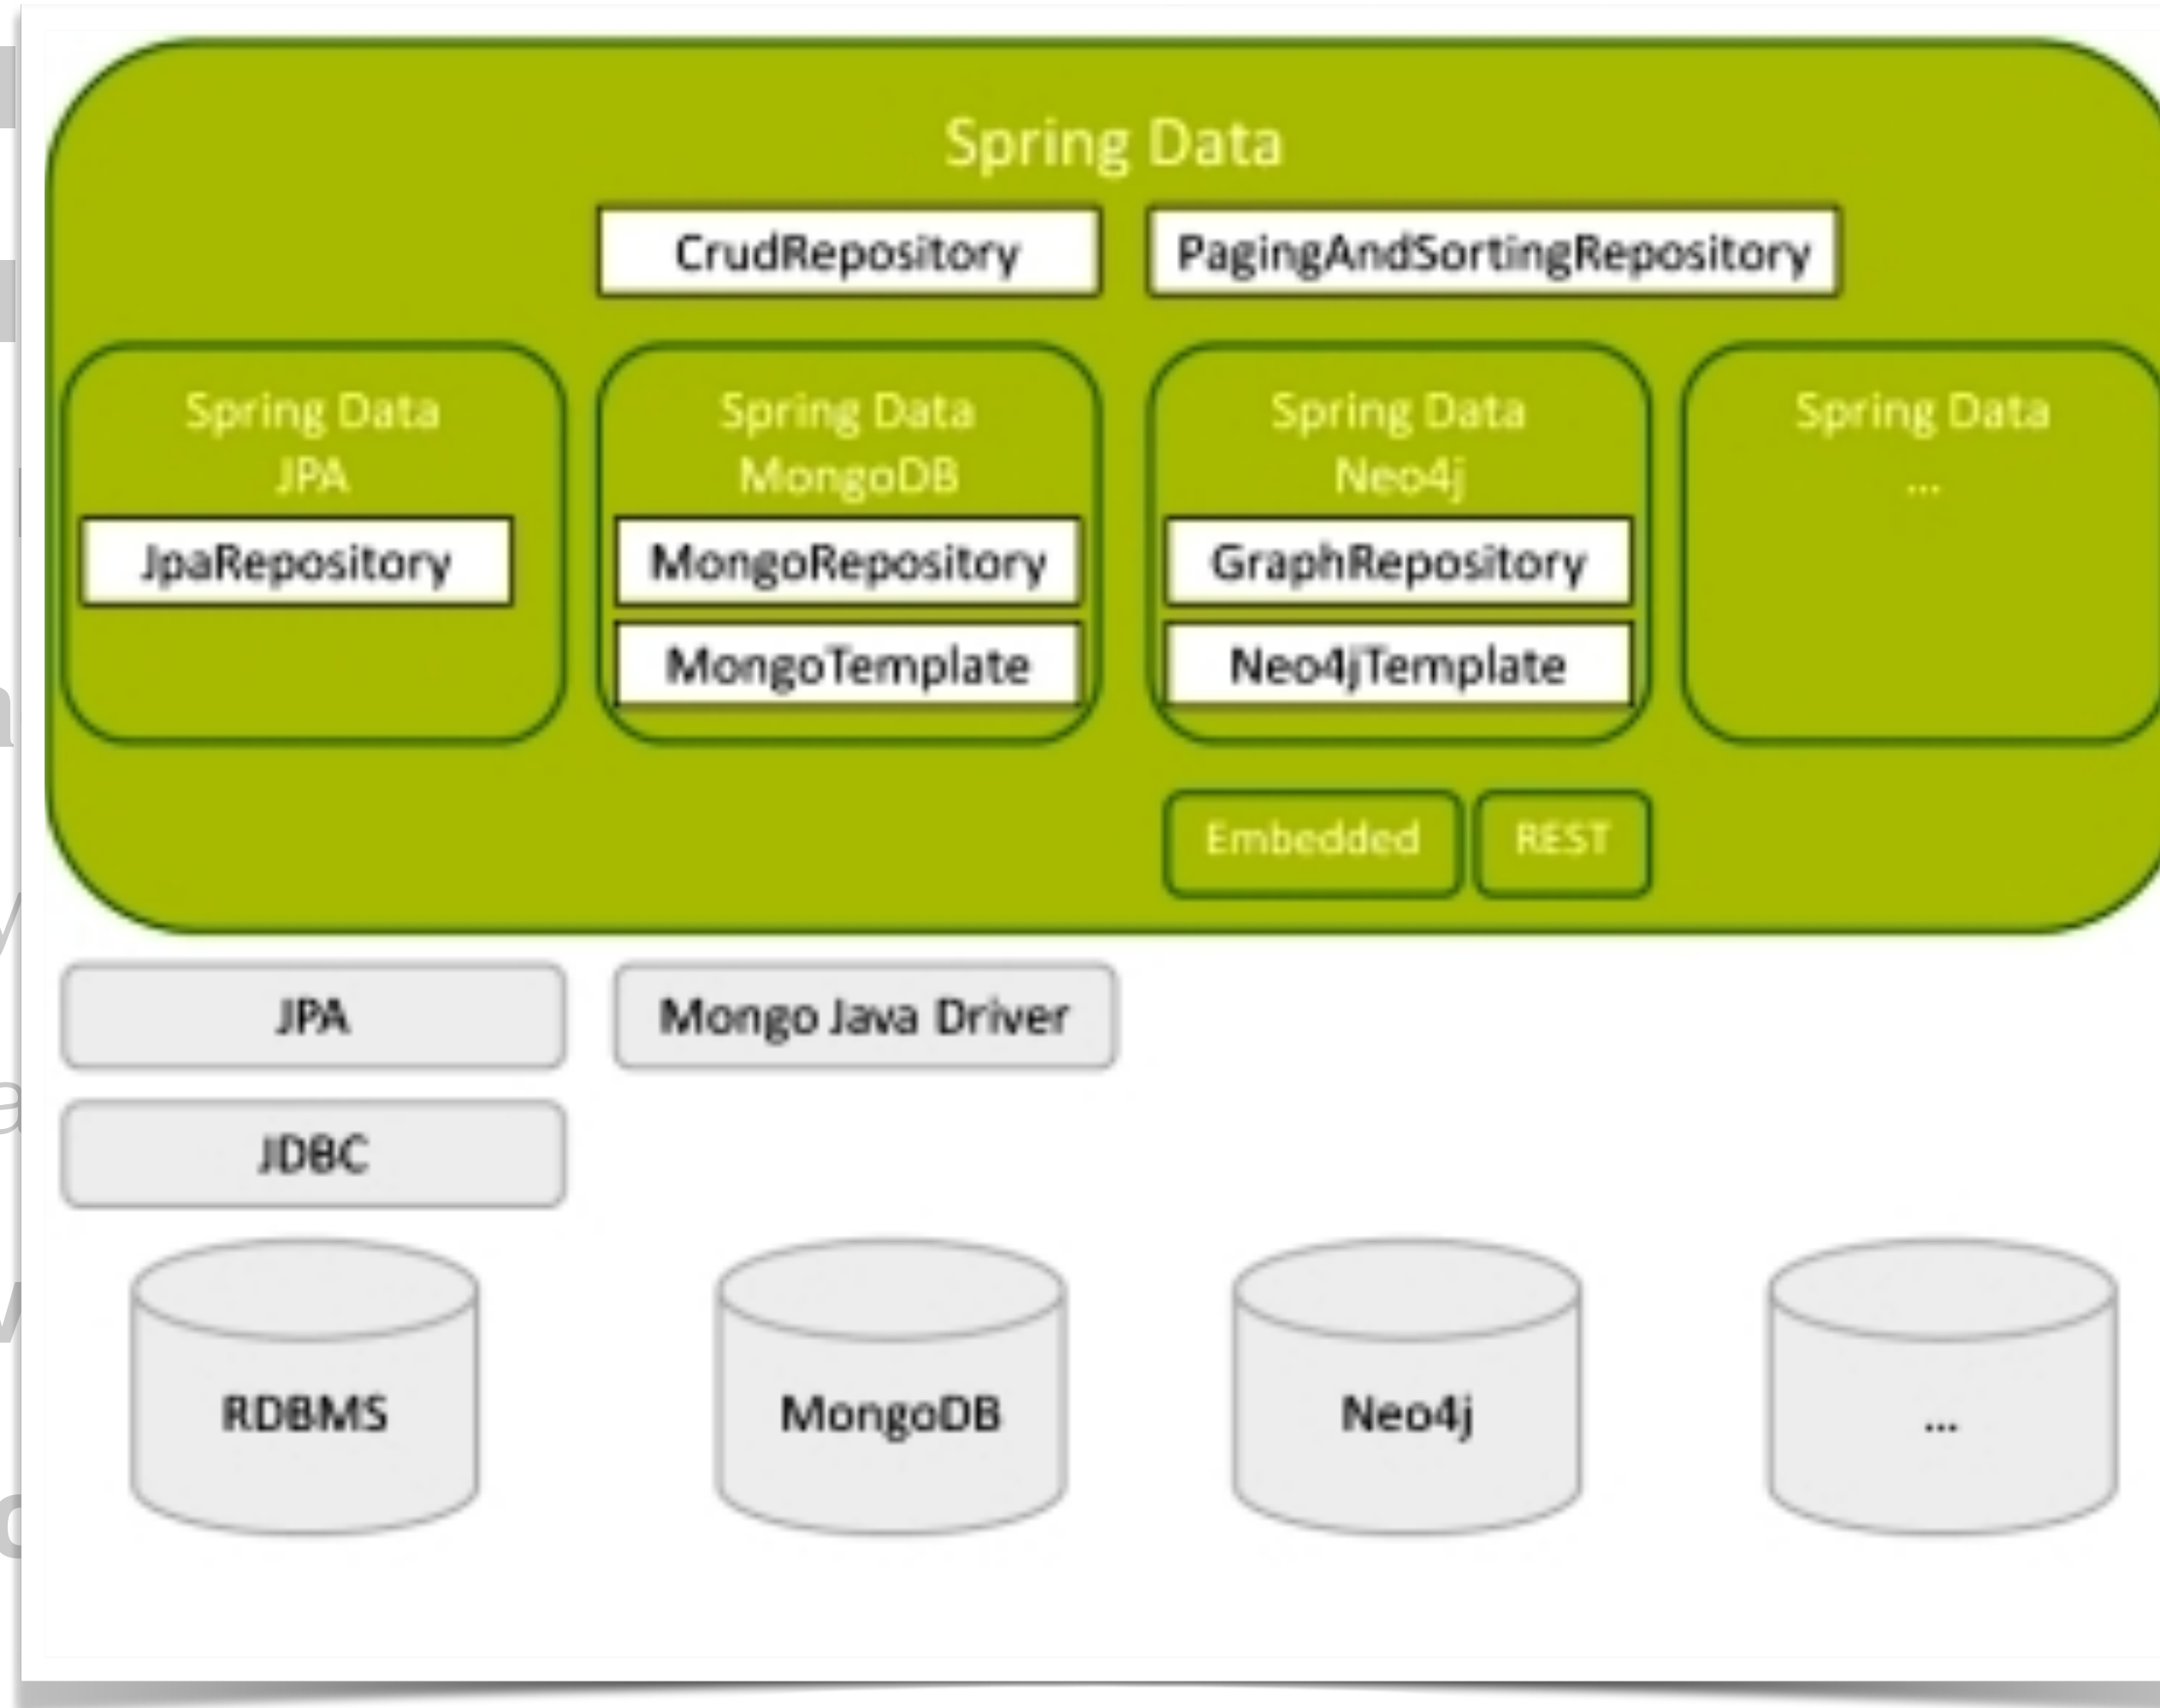 Spring Data
CrudRepository PagingAndSortingRepository
Spring Data
JPA
JpaRepository
Spring Data
MongoDB
MongoRepository
MongoTemplate
Spring Data
Neo4j
GraphRepository
Neo4jTemplate
Spring Data
...
Embedded REST
JPA Mongo Java Driver
JDBC
RDBMS MongoDB Neo4j ...